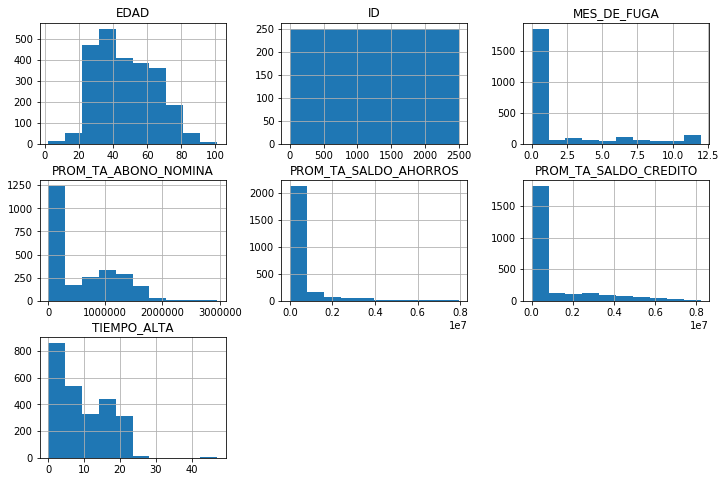 EDAD
500
400
300
200
100
0
0 20 40 60 80 100
ID
250
200
150
100
50
0
0 500 1000 1500 2000 2500
MES_DE_FUGA
1500
1000
500
0
0.0 2.5 5.0 7.5 10.0 12.5
PROM_TA_ABONO_NOMINA
1250
1000
750
500
250
0
0 1000000 2000000 3000000
PROM_TA_SALDO_AHORROS
2000
1500
1000
500
0
0.0 0.2 0.4 0.6 0.8
1e7
PROM_TA_SALDO_CREDITO
1500
1000
500
0
0.0 0.2 0.4 0.6 0.8
1e7
TIEMPO_ALTA
800
600
400
200
0
0 10 20 30 40